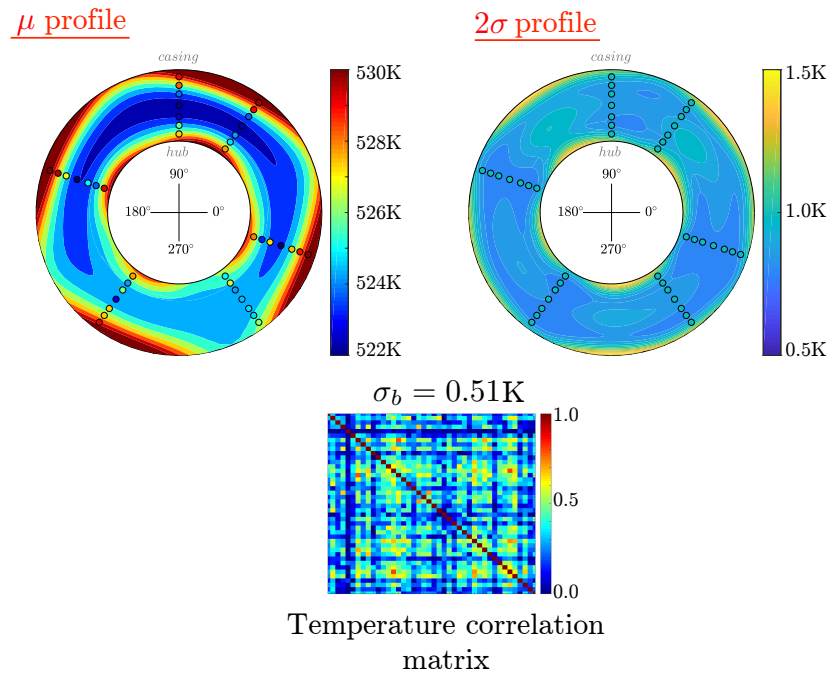 μ profile
2σ profile
casing
530K
528K
526K
524K
522K
hub
90°
180°
0°
270°
casing
1.5K
1.0K
0.5K
hub
90°
180°
0°
270°
σ_b = 0.51K
1.0
0.5
0.0
Temperature correlation
matrix